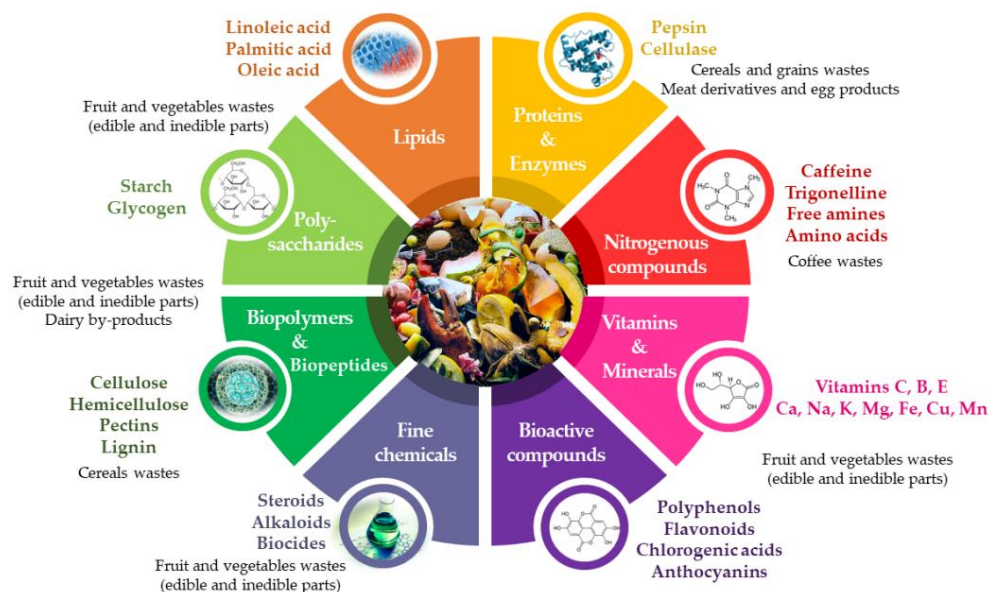 Linoleic acid
Palmitic acid
Oleic acid
Lipids
Fruit and vegetables wastes
(edible and inedible parts)
Pepsin
Cellulase
Proteins
&
Enzymes
Cereals and grains wastes
Meat derivatives and egg products
Starch
Glycogen
Poly-
saccharides
Fruit and vegetables wastes
(edible and inedible parts)
Dairy by-products
Caffeine
Trigonelline
Free amines
Amino acids
Nitrogenous
compounds
Coffee wastes
Biopolymers
&
Biopeptides
Cellulose
Hemicellulose
Pectins
Lignin
Cereals wastes
Vitamins
&
Minerals
Vitamins C, B, E
Ca, Na, K, Mg, Fe, Cu, Mn
Fruit and vegetables wastes
(edible and inedible parts)
Fine
chemicals
Steroids
Alkaloids
Biocides
Fruit and vegetables wastes
(edible and inedible parts)
Bioactive
compounds
Polyphenols
Flavonoids
Chlorogenic acids
Anthocyanins